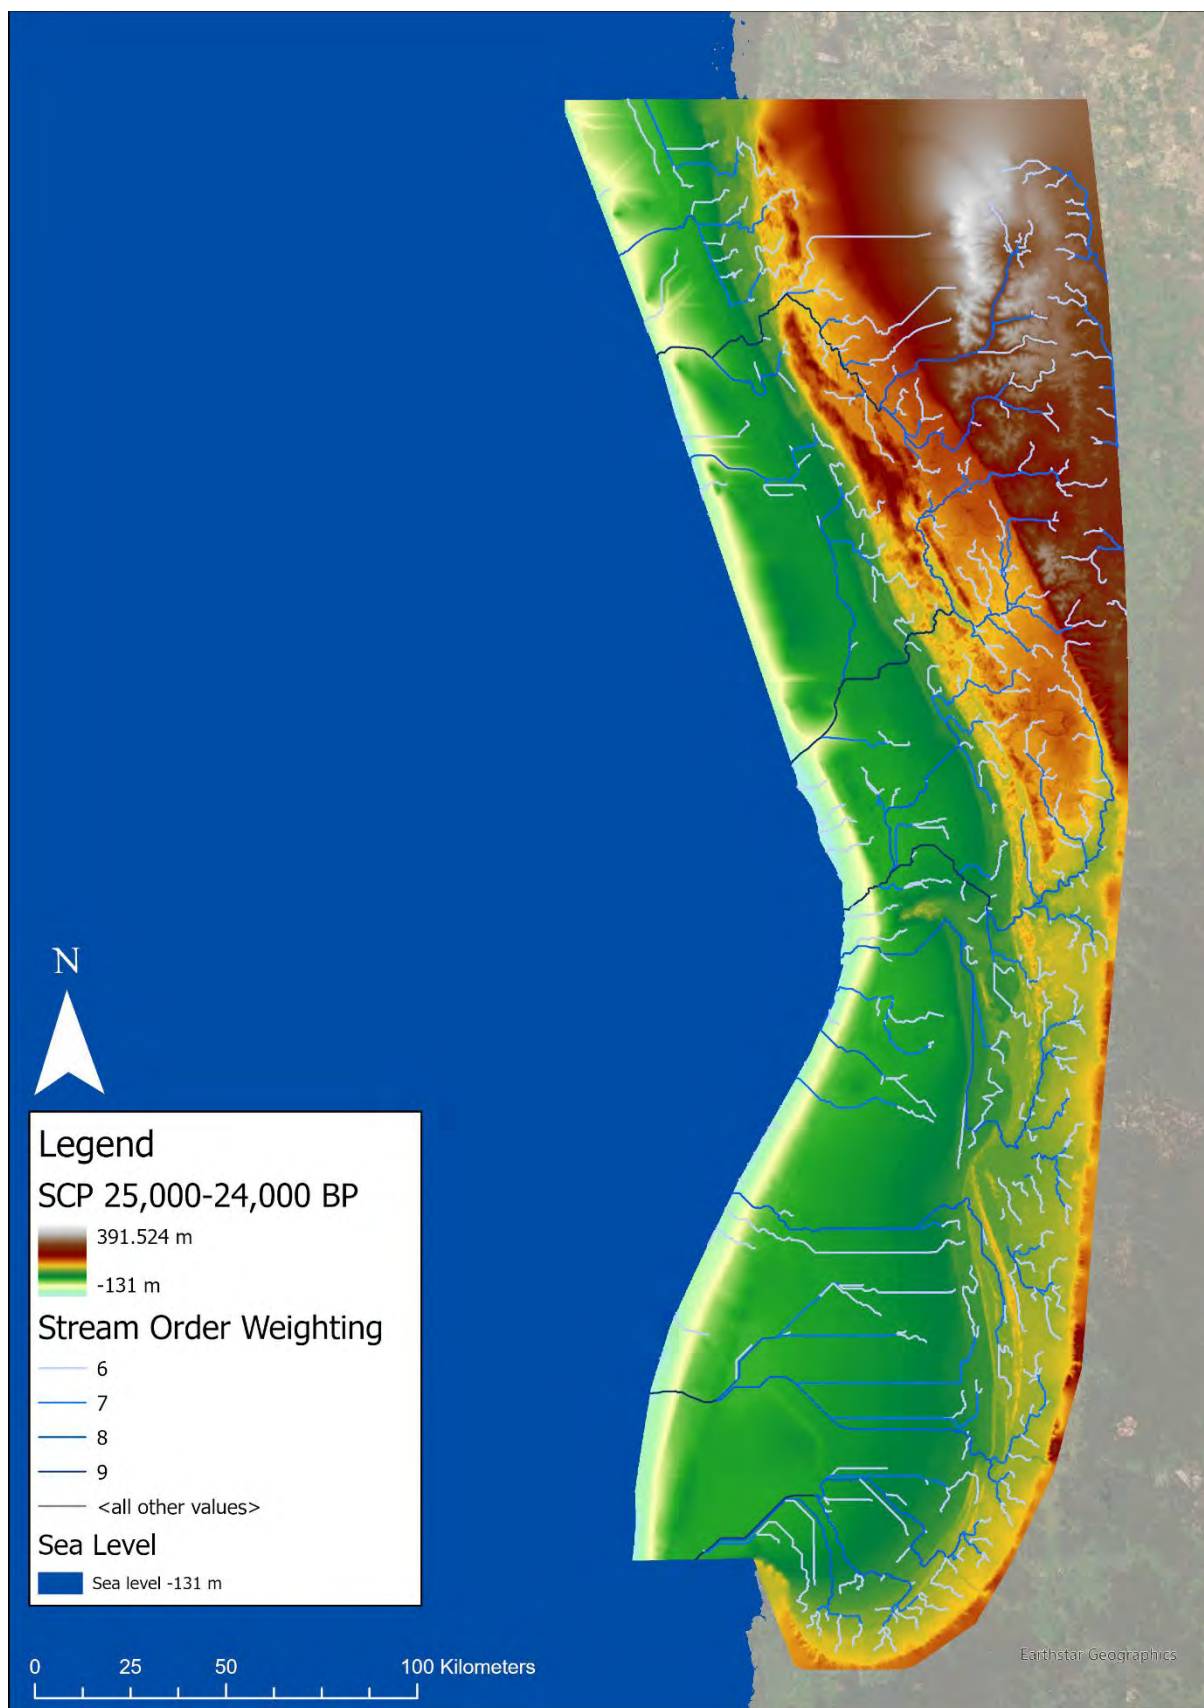 N
Legend
SCP 25,000-24,000 BP
391.524 m
-131 m
Stream Order Weighting
6
7
8
9
<all other values>
Sea Level
Sea level -131 m
0 25 50 100 Kilometers
Earthstar Geographics